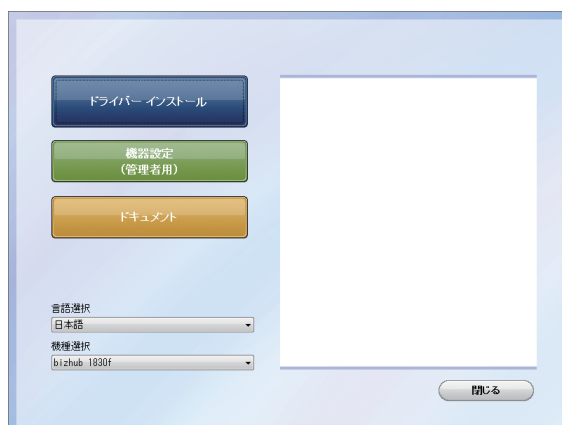 ドライバー インストール
機器設定
(管理者用)
ドキュメント
言語選択
日本語
機種選択
bizhub 1830f
閉じる